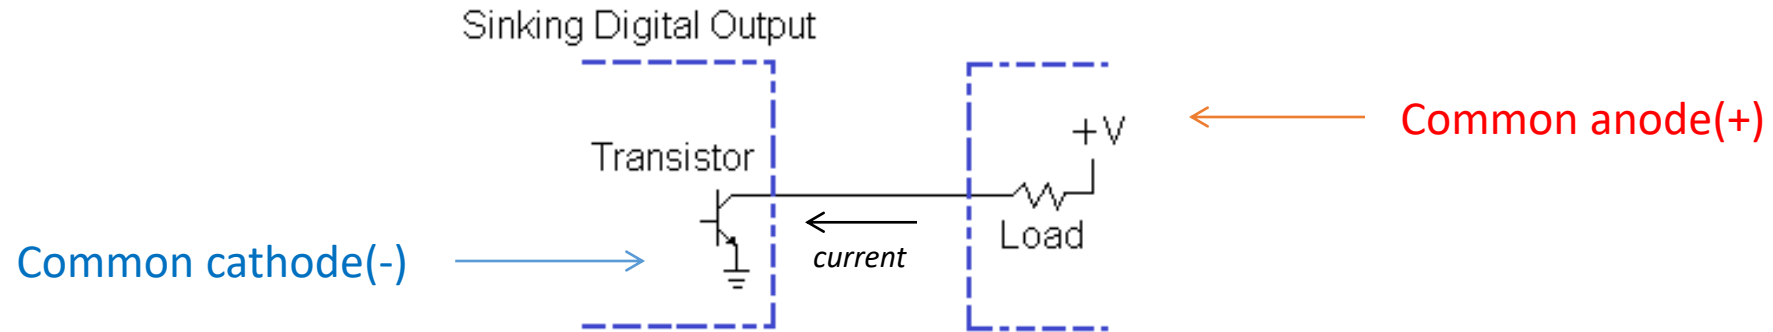 Sinking Digital Output
Common anode(+)
+V
Transistor
Load
current
Common cathode(-)